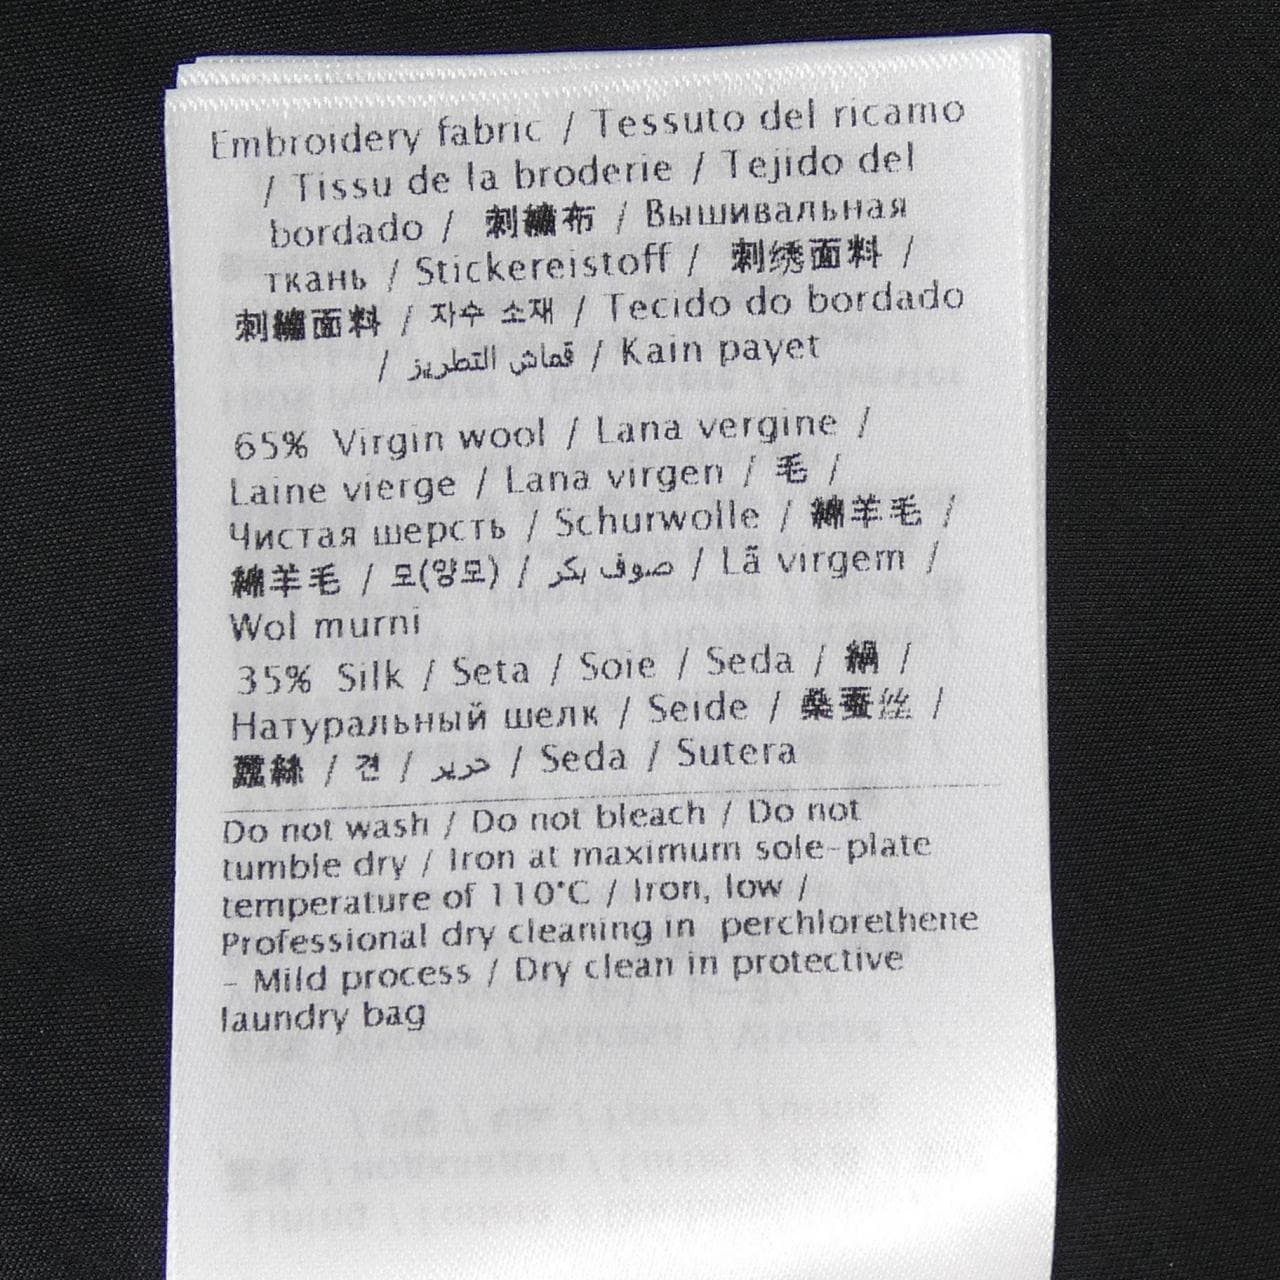 Embroidery fabric / Tessuto del ricamo
/ Tissu de la broderie / Tejido del
bordado / 刺繍布 / Вышивальная
ткань / Stickereistoff / 刺绣面料 /
刺繡面料 / 자수 소재 / Tecido do bordado
/ قماش التطريز / Kain payet
65% Virgin wool / Lana vergine /
Laine vierge / Lana virgen / 毛 /
Чистая шерсть / Schurwolle / 綿羊毛 /
綿羊毛 / 모(양모) / صوف بكر / Lã virgem /
Wol murni
35% Silk / Seta / Soie / Seda / 絹 /
Натуральный шелк / Seide / 桑蚕丝 /
蠶絲 / 견 / حرير / Seda / Sutera
Do not wash / Do not bleach / Do not
tumble dry / Iron at maximum sole-plate
temperature of 110°C / Iron, low /
Professional dry cleaning in perchlorethene
- Mild process / Dry clean in protective
laundry bag